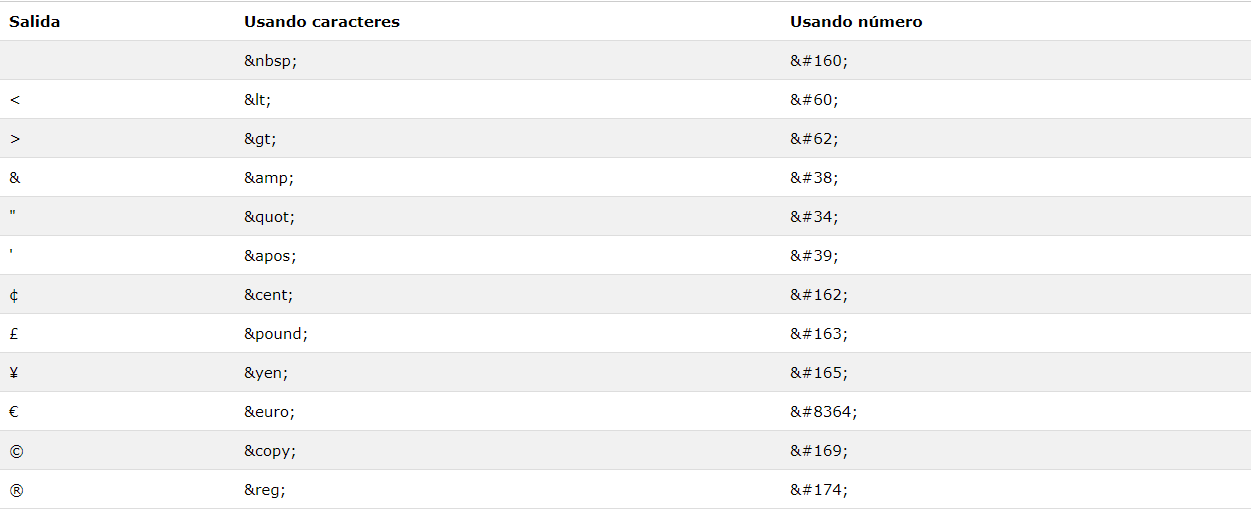 Salida Usando caracteres Usando número
&nbsp; &#160;
< &lt; &#60;
> &gt; &#62;
& &amp; &#38;
" &quot; &#34;
' &apos; &#39;
¢ &cent; &#162;
£ &pound; &#163;
¥ &yen; &#165;
€ &euro; &#8364;
© &copy; &#169;
® &reg; &#174;